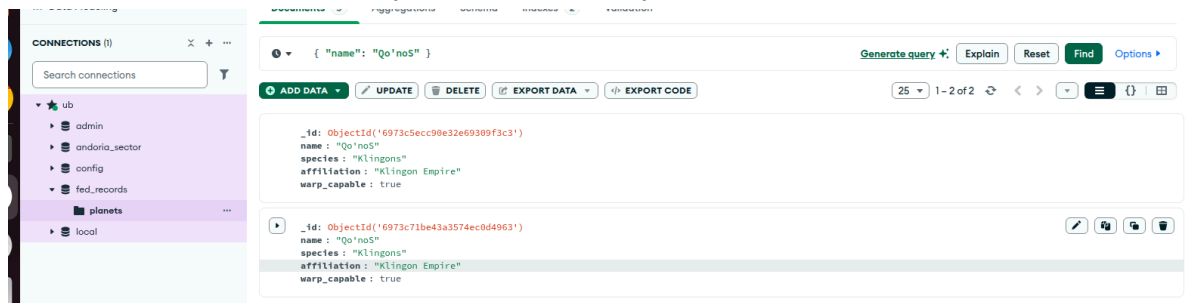 Data Modeling
Documents 3 Aggregations Schema Indexes 2 Validation
CONNECTIONS (1)
Search connections
ub
admin
andoria_sector
config
fed_records
planets
local
{ "name": "Qo'noS" }
Generate query Explain Reset Find Options
ADD DATA UPDATE DELETE EXPORT DATA EXPORT CODE
25 1 – 2 of 2 {}
_id: ObjectId('6973c5ecc90e32e69309f3c3')
name : "Qo'noS"
species : "Klingons"
affiliation : "Klingon Empire"
warp_capable : true
_id: ObjectId('6973c71be43a3574ec0d4963')
name : "Qo'noS"
species : "Klingons"
affiliation : "Klingon Empire"
warp_capable : true